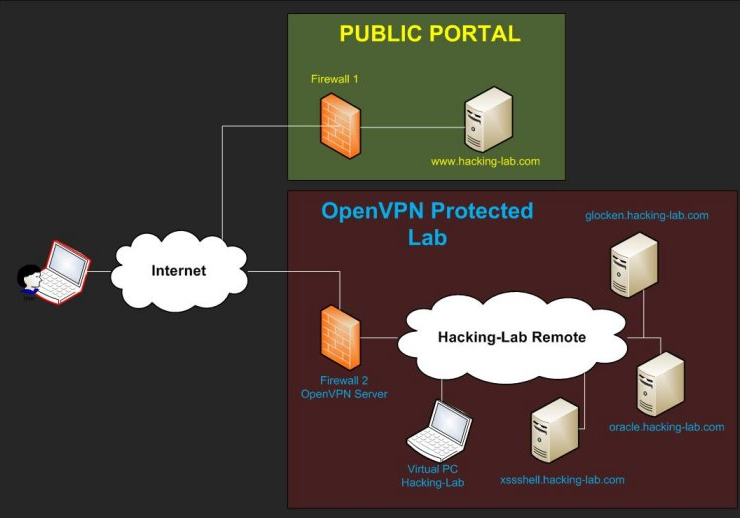 PUBLIC PORTAL
Firewall 1
www.hacking-lab.com
OpenVPN Protected
Lab
glocken.hacking-lab.com
Internet
Hacking-Lab Remote
Firewall 2
OpenVPN Server
oracle.hacking-lab.com
Virtual PC
Hacking-Lab
xssshell.hacking-lab.com